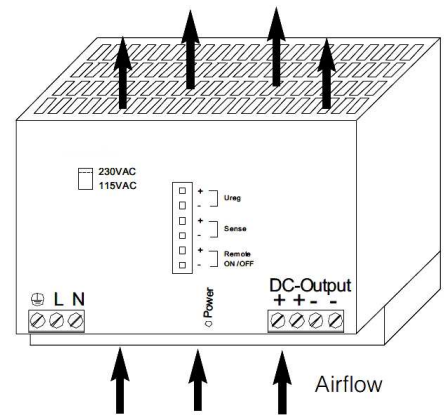 230VAC
115VAC
+
- Ureg
+
- Sense
+ Remote
- ON/OFF
Power
L N
DC-Output
+ + - -
Airflow